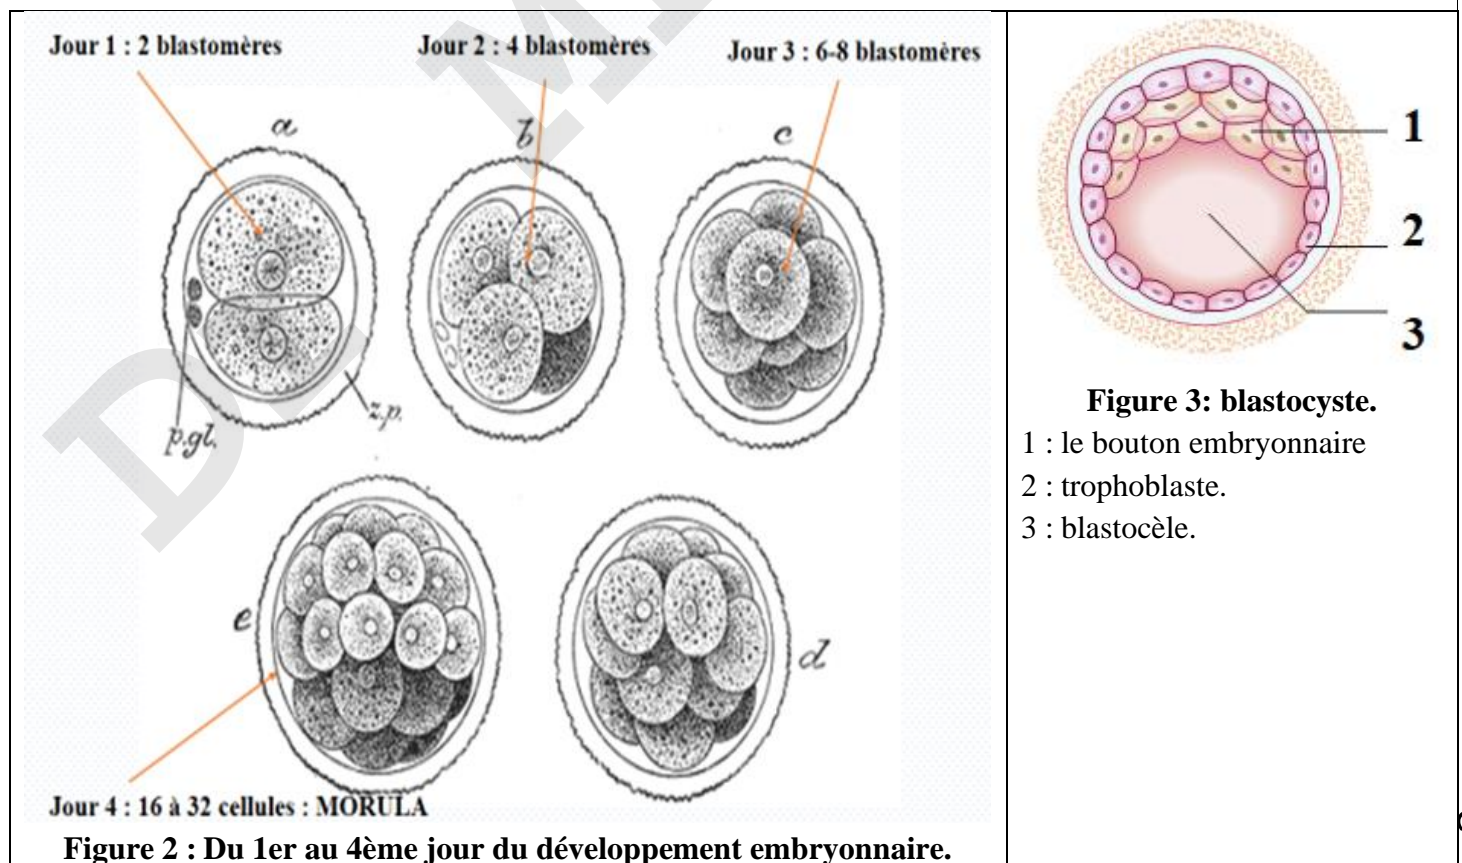 Jour 1 : 2 blastomères
Jour 2 : 4 blastomères
Jour 3 : 6-8 blastomères
a
b
c
p.gl.
z.p.
e
d
Jour 4 : 16 à 32 cellules : MORULA
Figure 2 : Du 1er au 4ème jour du développement embryonnaire.
1
2
3
Figure 3: blastocyste.
1 : le bouton embryonnaire
2 : trophoblaste.
3 : blastocèle.